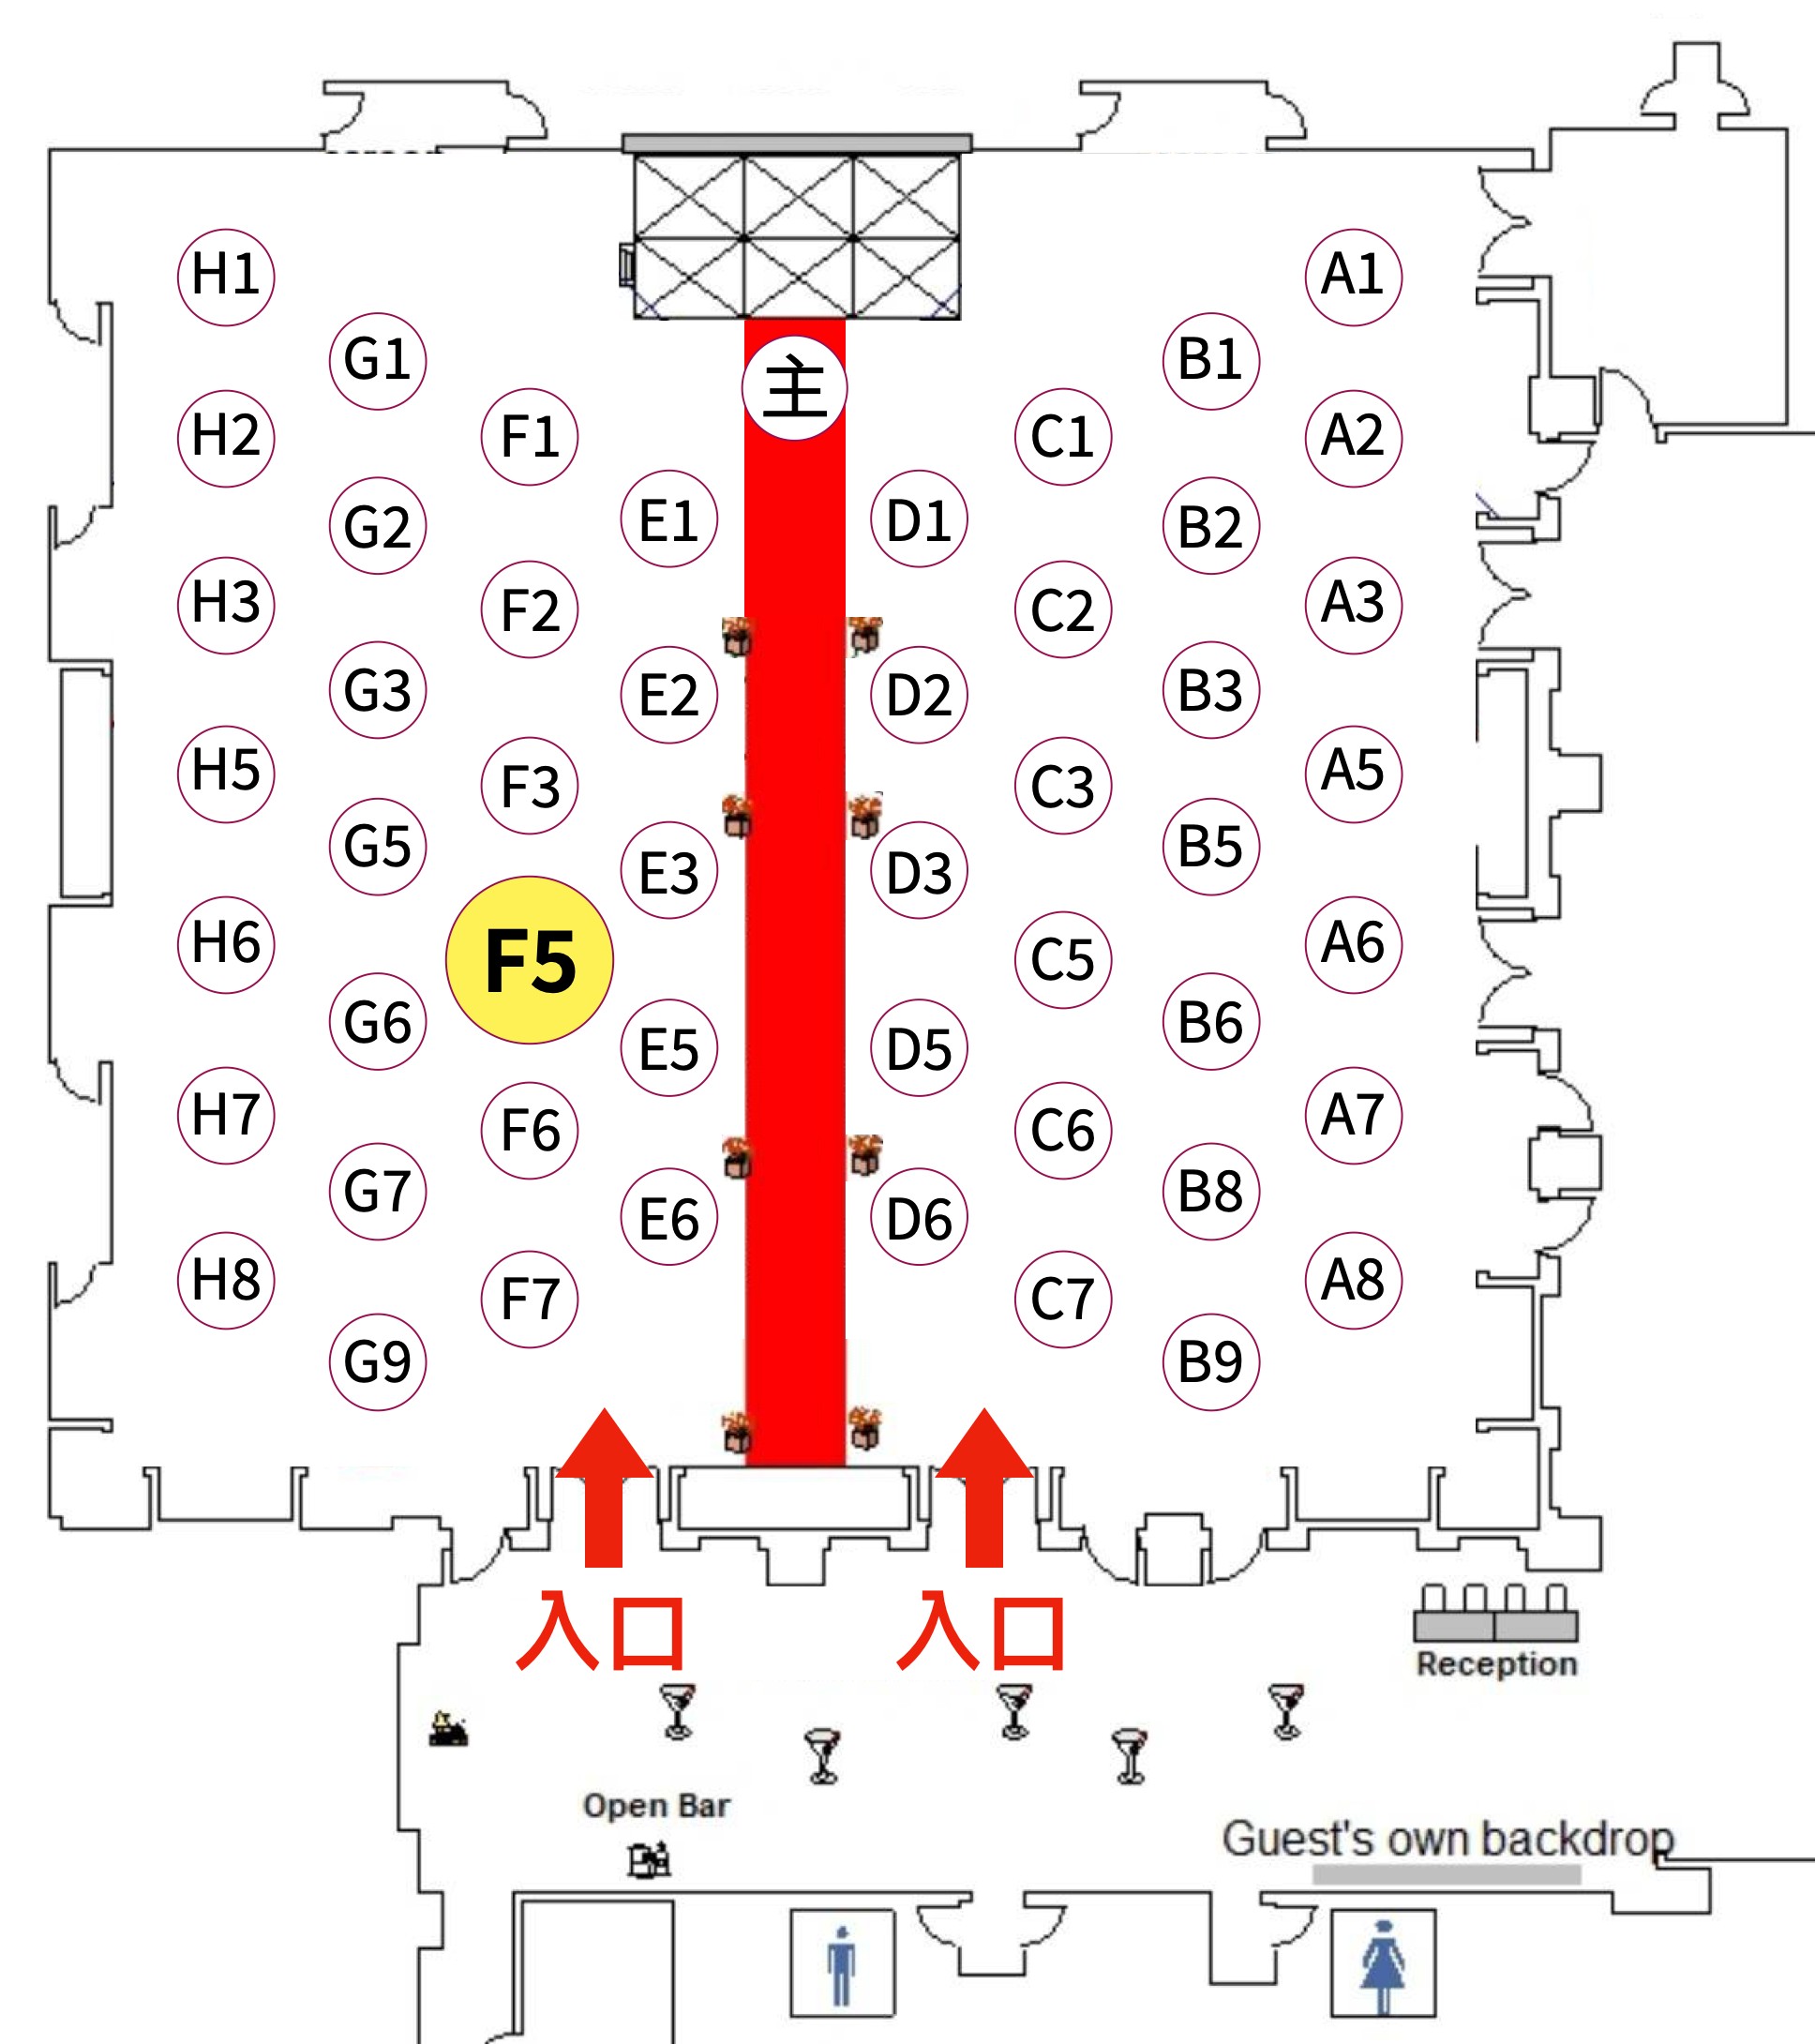 H1
A1
G1
B1
主
H2
F1
C1
A2
E1
D1
G2
B2
H3
F2
C2
A3
G3
E2
D2
B3
H5
F3
C3
A5
G5
B5
E3
D3
H6
F5
C5
A6
G6
B6
E5
D5
H7
F6
C6
A7
G7
B8
E6
D6
H8
F7
C7
A8
G9
B9
入口
入口
Reception
Open Bar
Guest's own backdrop